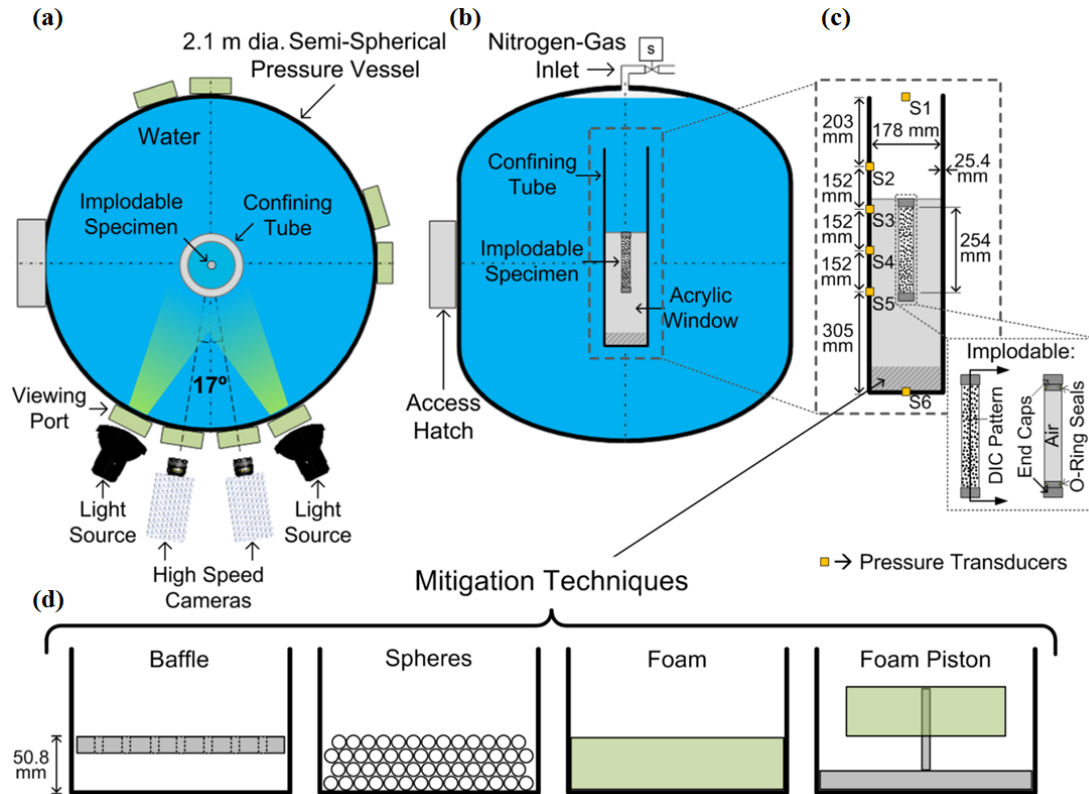 (a)
2.1 m dia. Semi-Spherical
Pressure Vessel
Water
Implodable
Specimen
Confining
Tube
17º
Viewing
Port
Light
Source
Light
Source
High Speed
Cameras
(b)
Nitrogen-Gas
Inlet
S
Confining
Tube
Implodable
Specimen
Acrylic
Window
Access
Hatch
(c)
S1
203
mm
178 mm
25.4
mm
S2
152
mm
S3
152
mm
254
mm
S4
152
mm
S5
305
mm
S6
Implodable:
DIC Pattern
End Caps
Air
O-Ring Seals
→ Pressure Transducers
Mitigation Techniques
(d)
Baffle
Spheres
Foam
Foam Piston
50.8
mm